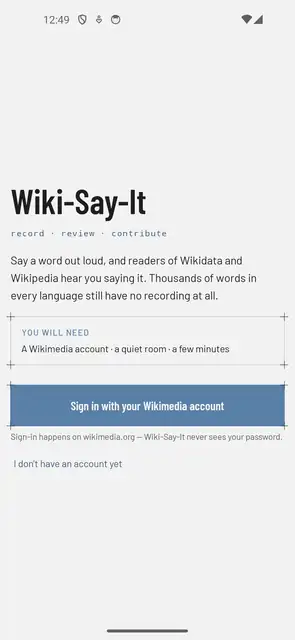 12:49
Wiki-Say-It
record · review · contribute
Say a word out loud, and readers of Wikidata and
Wikipedia hear you saying it. Thousands of words in
every language still have no recording at all.
YOU WILL NEED
A Wikimedia account · a quiet room · a few minutes
Sign in with your Wikimedia account
Sign-in happens on wikimedia.org — Wiki-Say-It never sees your password.
I don't have an account yet